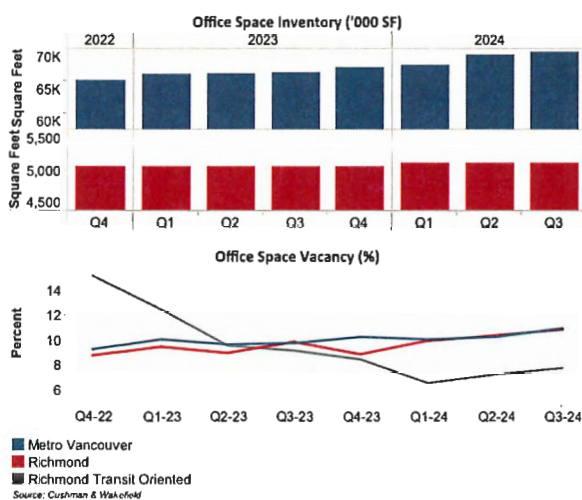 Office Space Inventory ('000 SF)
2022 2023 2024
Square Feet
70K
65K
60K
Square Feet
5,500
5,000
4,500
Q4 Q1 Q2 Q3 Q4 Q1 Q2 Q3
Office Space Vacancy (%)
Percent
14
12
10
8
6
Q4-22 Q1-23 Q2-23 Q3-23 Q4-23 Q1-24 Q2-24 Q3-24
Metro Vancouver
Richmond
Richmond Transit Oriented
Source: Cushman & Wakefield